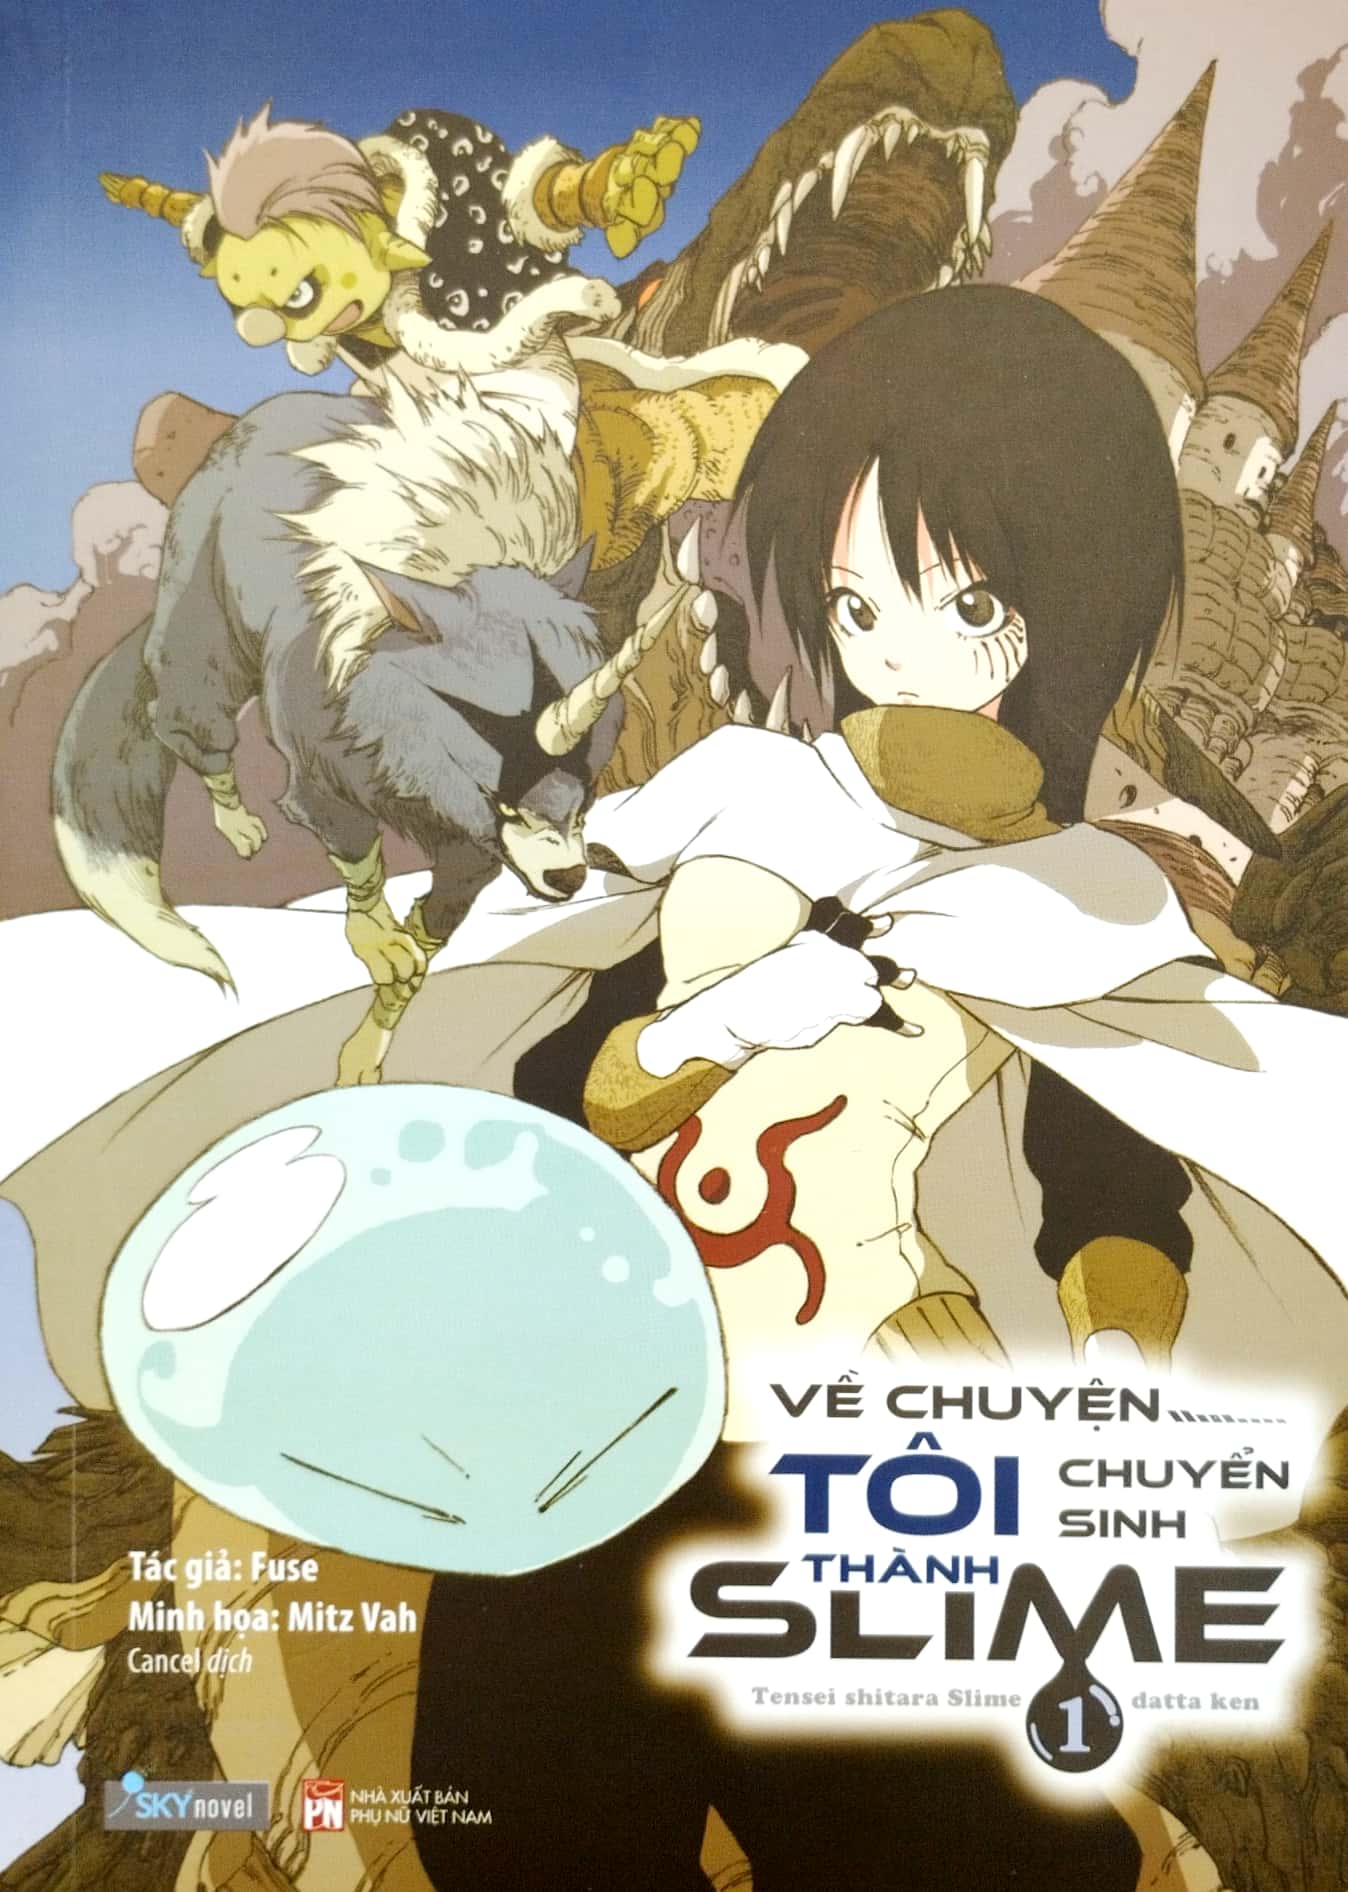 VỀ CHUYỆN..........
TÔI CHUYỂN
SINH
THÀNH
SLIME
Tensei shitara Slime datta ken
1
Tác giả: Fuse
Minh họa: Mitz Vah
Cancel dịch
SKY novel
PN
NHÀ XUẤT BẢN
PHỤ NỮ VIỆT NAM